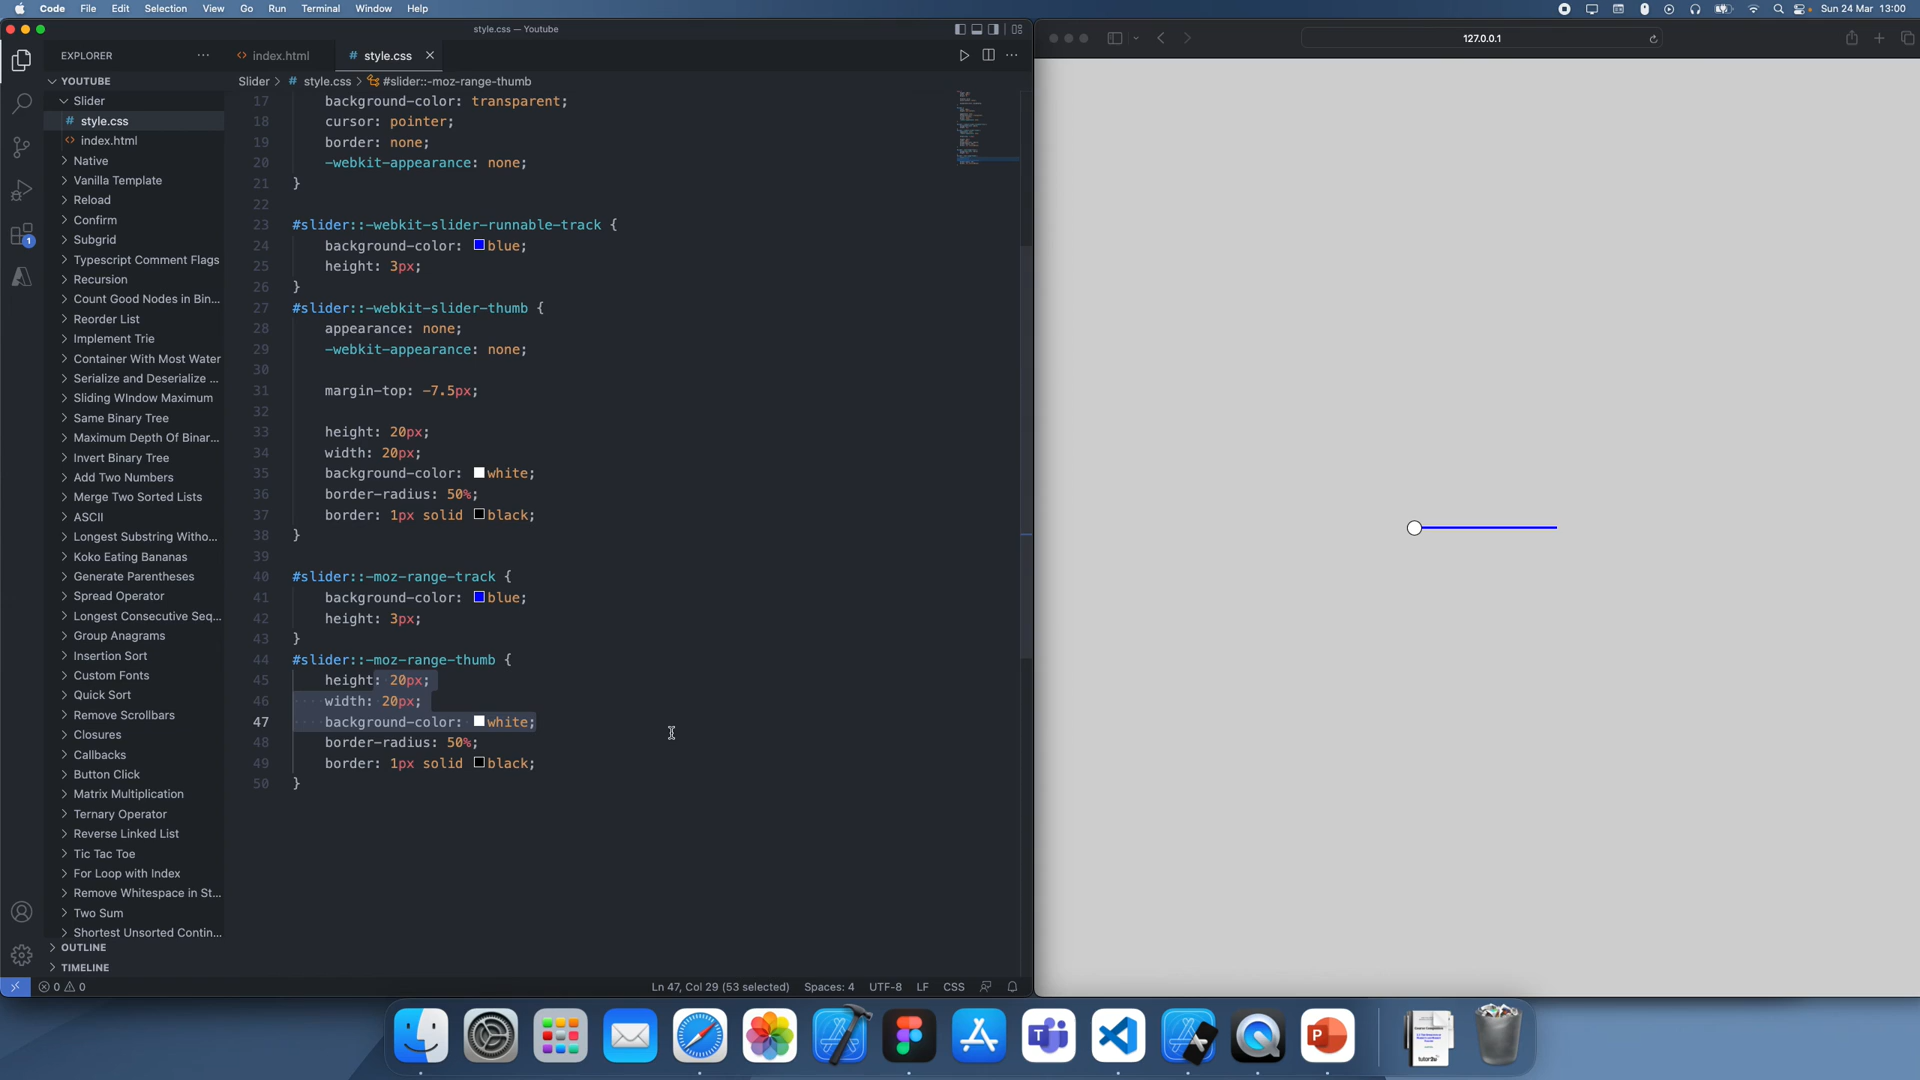 Code File Edit Selection View Go Run Terminal Window Help
Sun 24 Mar 13:00
style.css — Youtube
EXPLORER
index.html
# style.css
127.0.0.1
YOUTUBE
Slider > # style.css > #slider::-moz-range-thumb
Slider
# style.css
index.html
Native
Vanilla Template
Reload
Confirm
Subgrid
Typescript Comment Flags
Recursion
Count Good Nodes in Bin...
Reorder List
Implement Trie
Container With Most Water
Serialize and Deserialize ...
Sliding WIndow Maximum
Same Binary Tree
Maximum Depth Of Binar...
Invert Binary Tree
Add Two Numbers
Merge Two Sorted Lists
ASCII
Longest Substring Witho...
Koko Eating Bananas
Generate Parentheses
Spread Operator
Longest Consecutive Seq...
Group Anagrams
Insertion Sort
Custom Fonts
Quick Sort
Remove Scrollbars
Closures
Callbacks
Button Click
Matrix Multiplication
Ternary Operator
Reverse Linked List
Tic Tac Toe
For Loop with Index
Remove Whitespace in St...
Two Sum
Shortest Unsorted Contin...
OUTLINE
TIMELINE
1
17 background-color: transparent;
18 cursor: pointer;
19 border: none;
20 -webkit-appearance: none;
21 }
22
23 #slider::-webkit-slider-runnable-track {
24 background-color: blue;
25 height: 3px;
26 }
27 #slider::-webkit-slider-thumb {
28 appearance: none;
29 -webkit-appearance: none;
30
31 margin-top: -7.5px;
32
33 height: 20px;
34 width: 20px;
35 background-color: white;
36 border-radius: 50%;
37 border: 1px solid black;
38 }
39
40 #slider::-moz-range-track {
41 background-color: blue;
42 height: 3px;
43 }
44 #slider::-moz-range-thumb {
45 height: 20px;
46 width: 20px;
47 background-color: white;
48 border-radius: 50%;
49 border: 1px solid black;
50 }
0 0
Ln 47, Col 29 (53 selected) Spaces: 4 UTF-8 LF CSS